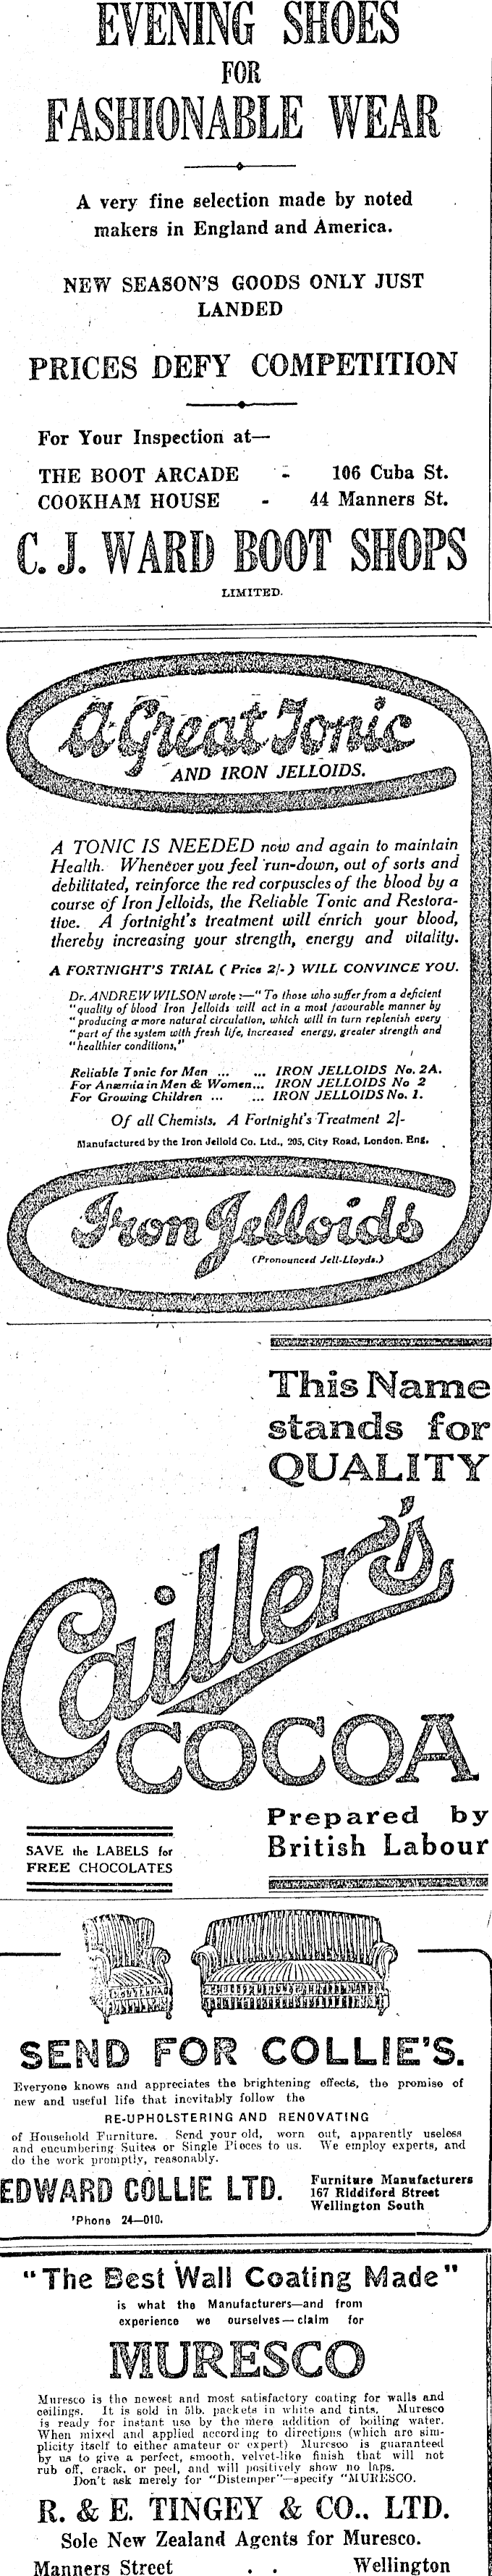 EVENING SHOES
FOR
FASHIONABLE WEAR
A very fine selection made by noted
makers in England and America.
NEW SEASON'S GOODS ONLY JUST
LANDED
PRICES DEFY COMPETITION
For Your Inspection at—
THE BOOT ARCADE - 106 Cuba St.
COOKHAM HOUSE - 44 Manners St.
C. J. WARD BOOT SHOPS
LIMITED.
A Great Tonic
AND IRON JELLOIDS.
A TONIC IS NEEDED now and again to maintain
Health. Whenever you feel run-down, out of sorts and
debilitated, reinforce the red corpuscles of the blood by a
course of Iron Jelloids, the Reliable Tonic and Restora-
tive. A fortnight's treatment will enrich your blood,
thereby increasing your strength, energy and vitality.
A FORTNIGHT'S TRIAL ( Price 2/- ) WILL CONVINCE YOU.
Dr. ANDREW WILSON wrote :—" To those who suffer from a deficient
"quality of blood Iron Jelloids will act in a most favourable manner by
"producing a more natural circulation, which will in turn replenish every
"part of the system with fresh life, increased energy, greater strength and
"healthier conditions,"
Reliable Tonic for Men ... ... IRON JELLOIDS No. 2A.
For Anæmia in Men & Women... IRON JELLOIDS No 2
For Growing Children ... ... IRON JELLOIDS No. 1.
Of all Chemists. A Fortnight's Treatment 2/-
Manufactured by the Iron Jelloid Co. Ltd., 205, City Road, London. Eng.
Iron Jelloids
(Pronounced Jell-Lloyds.)
This Name
stands for
QUALITY
Cailler's
COCOA
Prepared by
British Labour
SAVE the LABELS for
FREE CHOCOLATES
SEND FOR COLLIE'S.
Everyone knows and appreciates the brightening effects, the promise of
new and useful life that inevitably follow the
RE-UPHOLSTERING AND RENOVATING
of Household Furniture. Send your old, worn out, apparently useless
and encumbering Suites or Single Pieces to us. We employ experts, and
do the work promptly, reasonably.
EDWARD COLLIE LTD.
Furniture Manufacturers
167 Riddiford Street
Wellington South
'Phone 24—010.
"The Best Wall Coating Made"
is what the Manufacturers—and from
experience we ourselves—claim for
MURESCO
Muresco is the newest and most satisfactory coating for walls and
ceilings. It is sold in 5lb. packets in white and tints. Muresco
is ready for instant use by the mere addition of boiling water.
When mixed and applied according to directions (which are sim-
plicity itself to either amateur or expert) Muresco is guaranteed
by us to give a perfect, smooth, velvet-like finish that will not
rub off, crack, or peel, and will positively show no laps.
Don't ask merely for "Distemper"—specify "MURESCO.
R. & E. TINGEY & CO., LTD.
Sole New Zealand Agents for Muresco.
Manners Street . . Wellington